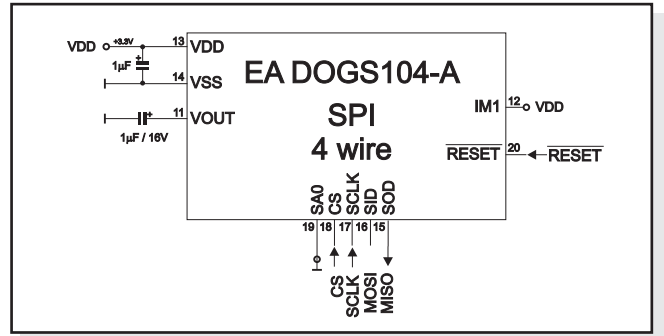 VDD +3.3V 13 VDD
1µF
14 VSS
11 VOUT
1µF / 16V
EA DOGS104-A
SPI
4 wire
IM1 12 VDD
RESET 20 RESET
SA0 CS SCLK SID SOD
19 18 17 16 15
CS SCLK MOSI MISO